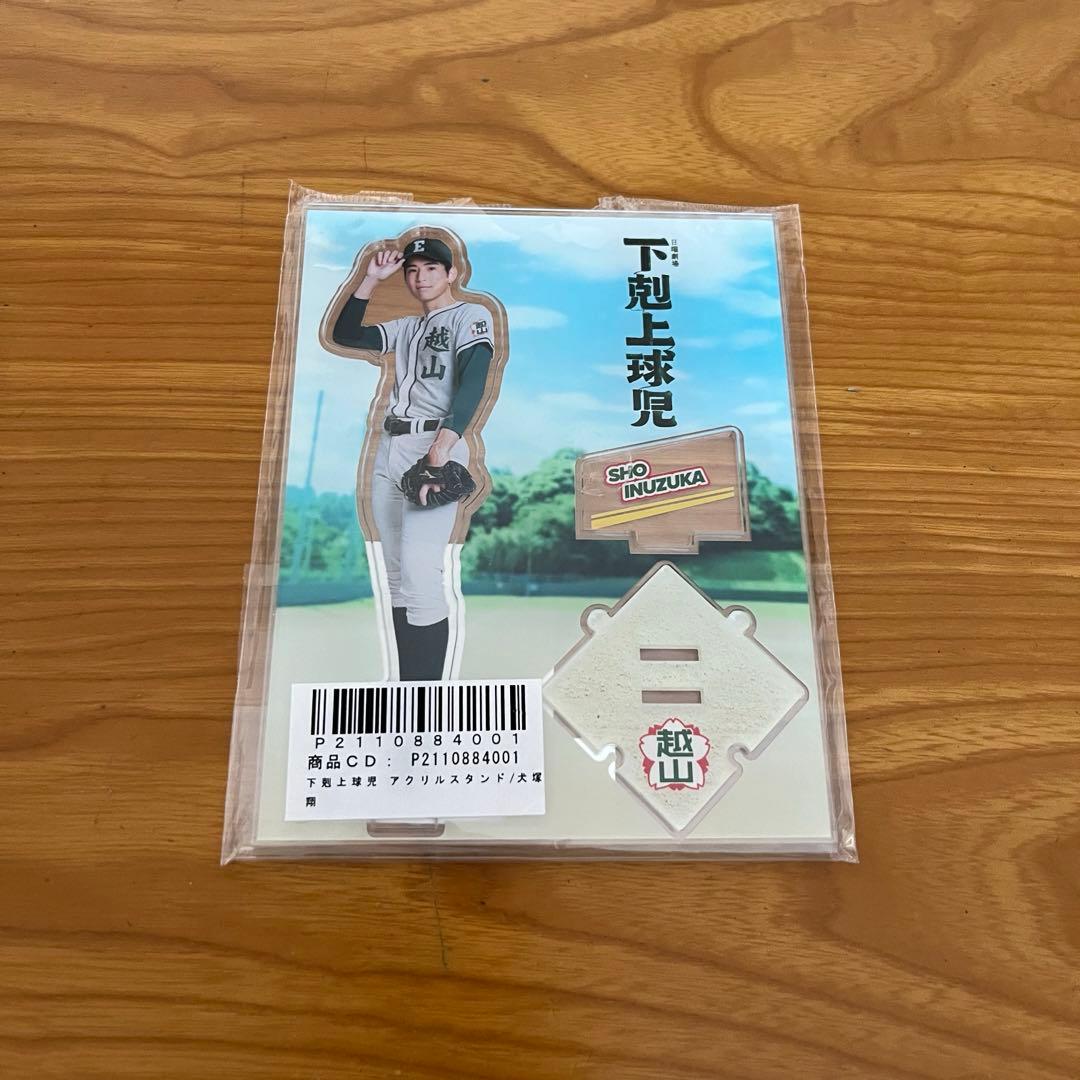 E
越山
越山
日曜劇場
下剋上球児
SHO
INUZUKA
越山
P2110884001
商品CD: P2110884001
下剋上球児 アクリルスタンド/犬塚
翔